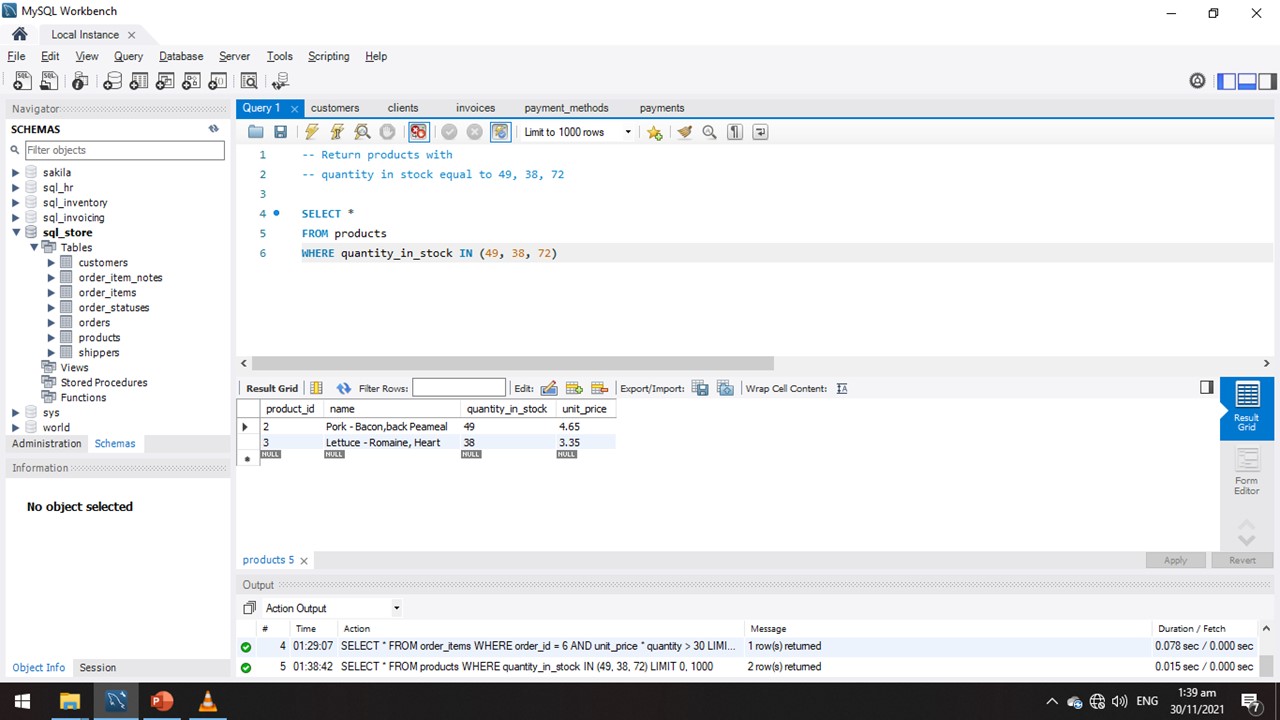 MySQL Workbench
Local Instance
File Edit View Query Database Server Tools Scripting Help
Navigator
SCHEMAS
Filter objects
sakila
sql_hr
sql_inventory
sql_invoicing
sql_store
Tables
customers
order_item_notes
order_items
order_statuses
orders
products
shippers
Views
Stored Procedures
Functions
sys
world
Administration Schemas
Information
No object selected
Object Info Session
Query 1 customers clients invoices payment_methods payments
Limit to 1000 rows
1 -- Return products with
2 -- quantity in stock equal to 49, 38, 72
3
4 SELECT *
5 FROM products
6 WHERE quantity_in_stock IN (49, 38, 72)
Result Grid Filter Rows: Edit: Export/Import: Wrap Cell Content:
product_id name quantity_in_stock unit_price
2 Pork - Bacon,back Peameal 49 4.65
3 Lettuce - Romaine, Heart 38 3.35
NULL NULL NULL NULL
Result
Grid
Form
Editor
products 5
Apply Revert
Output
Action Output
# Time Action Message Duration / Fetch
4 01:29:07 SELECT * FROM order_items WHERE order_id = 6 AND unit_price * quantity > 30 LIMI... 1 row(s) returned 0.078 sec / 0.000 sec
5 01:38:42 SELECT * FROM products WHERE quantity_in_stock IN (49, 38, 72) LIMIT 0, 1000 2 row(s) returned 0.015 sec / 0.000 sec
ENG
1:39 am
30/11/2021
7